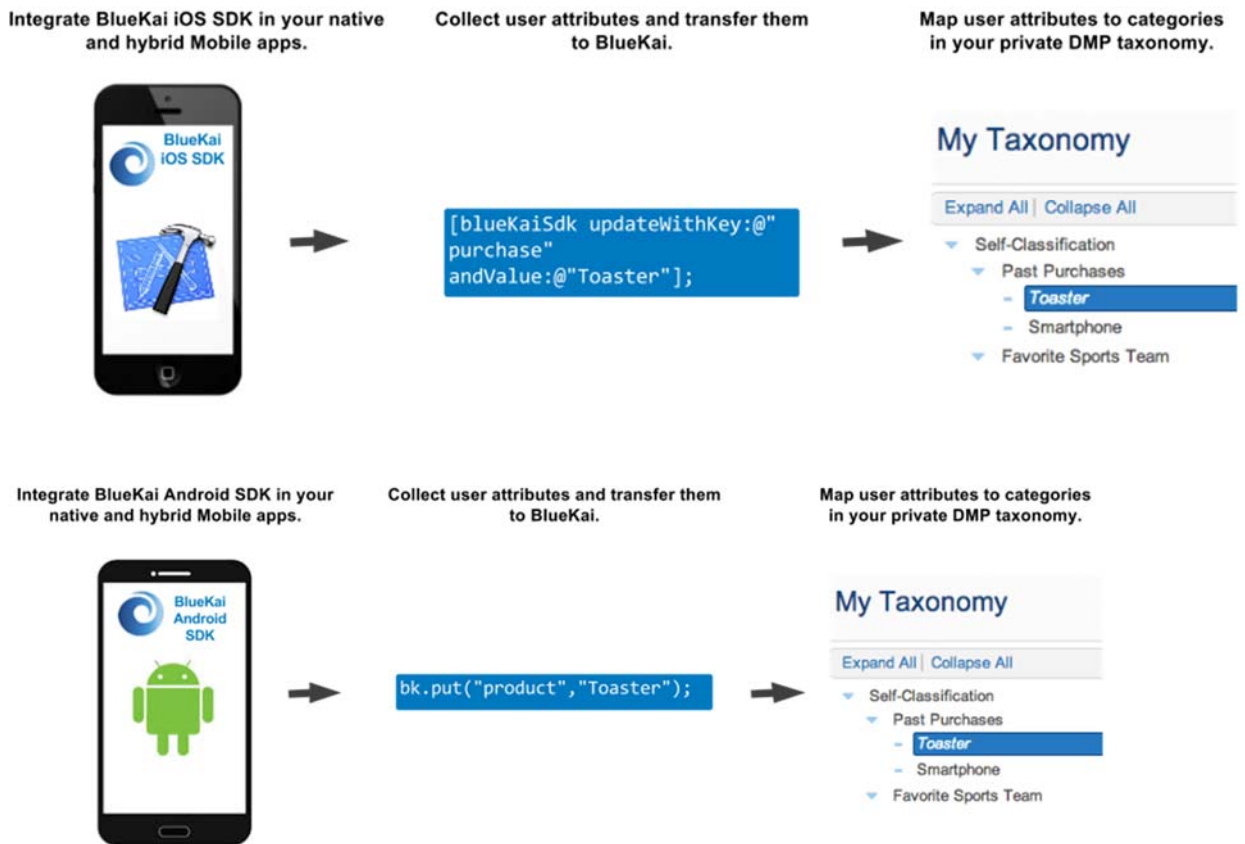 Integrate BlueKai iOS SDK in your native
and hybrid Mobile apps.
Collect user attributes and transfer them
to BlueKai.
Map user attributes to categories
in your private DMP taxonomy.
BlueKai
iOS SDK
[blueKaiSdk updateWithKey:@"
purchase"
andValue:@"Toaster"];
My Taxonomy
Expand All | Collapse All
Self-Classification
Past Purchases
Toaster
Smartphone
Favorite Sports Team
Integrate BlueKai Android SDK in your
native and hybrid Mobile apps.
Collect user attributes and transfer them
to BlueKai.
Map user attributes to categories
in your private DMP taxonomy.
BlueKai
Android
SDK
bk.put("product","Toaster");
My Taxonomy
Expand All | Collapse All
Self-Classification
Past Purchases
Toaster
Smartphone
Favorite Sports Team